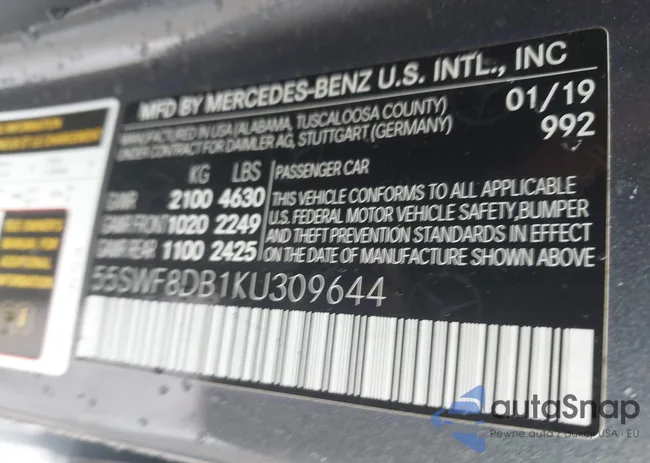 MFD BY MERCEDES-BENZ U.S. INTL., INC
MANUFACTURED IN USA (ALABAMA, TUSCALOOSA COUNTY)
UNDER CONTRACT FOR DAIMLER AG, STUTTGART (GERMANY)
01/19
992
KG LBS
GVWR 2100 4630
GAWR FRONT 1020 2249
GAWR REAR 1100 2425
PASSENGER CAR
THIS VEHICLE CONFORMS TO ALL APPLICABLE
U.S. FEDERAL MOTOR VEHICLE SAFETY, BUMPER
AND THEFT PREVENTION STANDARDS IN EFFECT
ON THE DATE OF MANUFACTURE SHOWN ABOVE
55SWF8DB1KU309644
autoSnap
Pewne auta z USA i EU